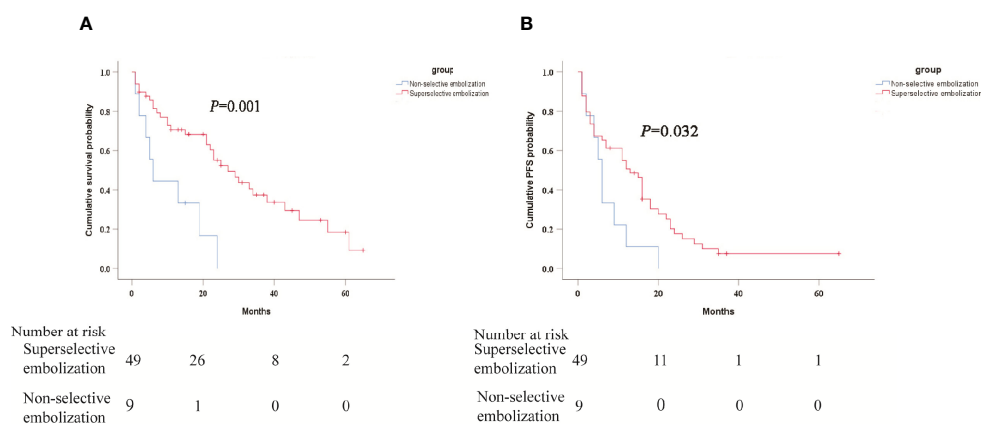 A
group
Non-selective embolization
Superselective embolization
P=0.001
Cumulative survival probability
1.0
0.8
0.6
0.4
0.2
0.0
0 20 40 60
Months
Number at risk
Superselective
embolization 49 26 8 2
Non-selective
embolization 9 1 0 0
B
group
Non-selective embolization
Superselective embolization
P=0.032
Cumulative PFS probability
1.0
0.8
0.6
0.4
0.2
0.0
0 20 40 60
Months
Number at risk
Superselective
embolization 49 11 1 1
Non-selective
embolization 9 0 0 0